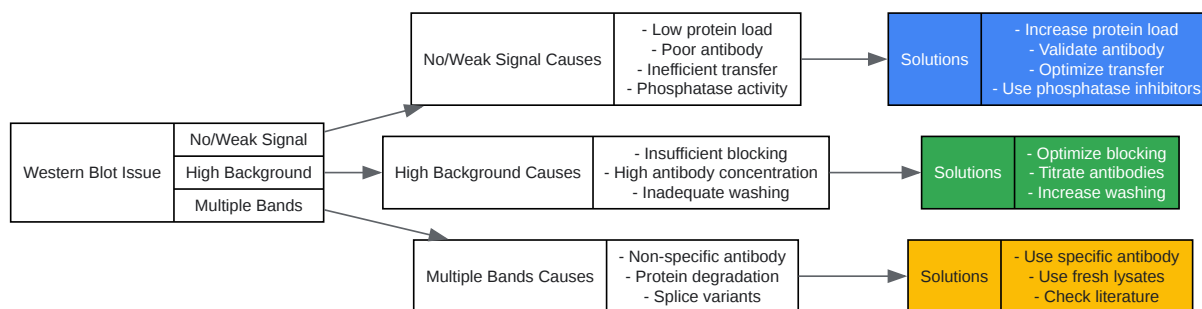 Western Blot Issue
No/Weak Signal
High Background
Multiple Bands
No/Weak Signal Causes
- Low protein load
- Poor antibody
- Inefficient transfer
- Phosphatase activity
Solutions
- Increase protein load
- Validate antibody
- Optimize transfer
- Use phosphatase inhibitors
High Background Causes
- Insufficient blocking
- High antibody concentration
- Inadequate washing
Solutions
- Optimize blocking
- Titrate antibodies
- Increase washing
Multiple Bands Causes
- Non-specific antibody
- Protein degradation
- Splice variants
Solutions
- Use specific antibody
- Use fresh lysates
- Check literature